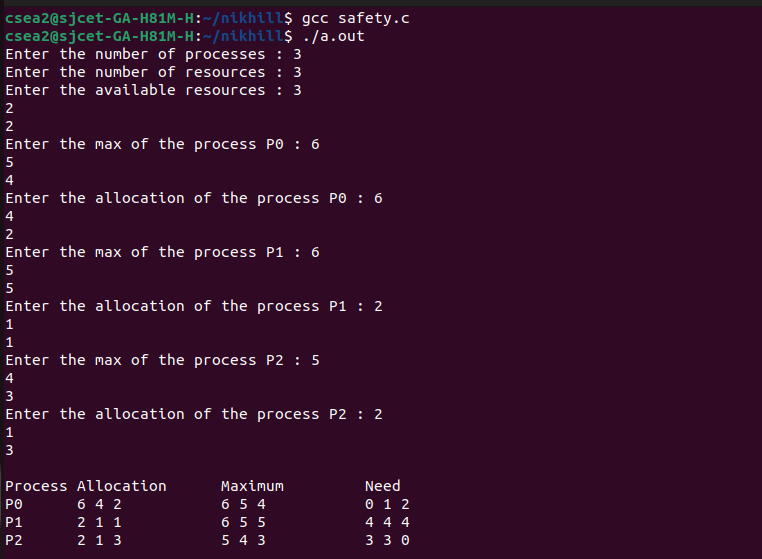 csea2@sjcet-GA-H81M-H:~/nikhill$ gcc safety.c
csea2@sjcet-GA-H81M-H:~/nikhill$ ./a.out
Enter the number of processes : 3
Enter the number of resources : 3
Enter the available resources : 3
2
2
Enter the max of the process P0 : 6
5
4
Enter the allocation of the process P0 : 6
4
2
Enter the max of the process P1 : 6
5
5
Enter the allocation of the process P1 : 2
1
1
Enter the max of the process P2 : 5
4
3
Enter the allocation of the process P2 : 2
1
3

Process Allocation      Maximum         Need
P0      6 4 2           6 5 4           0 1 2
P1      2 1 1           6 5 5           4 4 4
P2      2 1 3           5 4 3           3 3 0